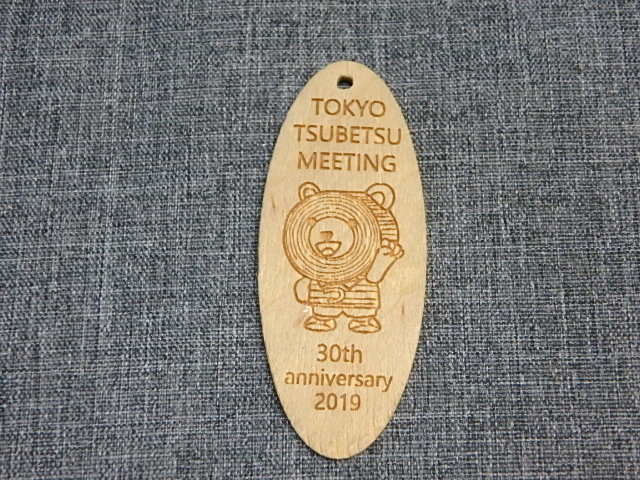 TOKYO
TSUBETSU
MEETING
30th
anniversary
2019